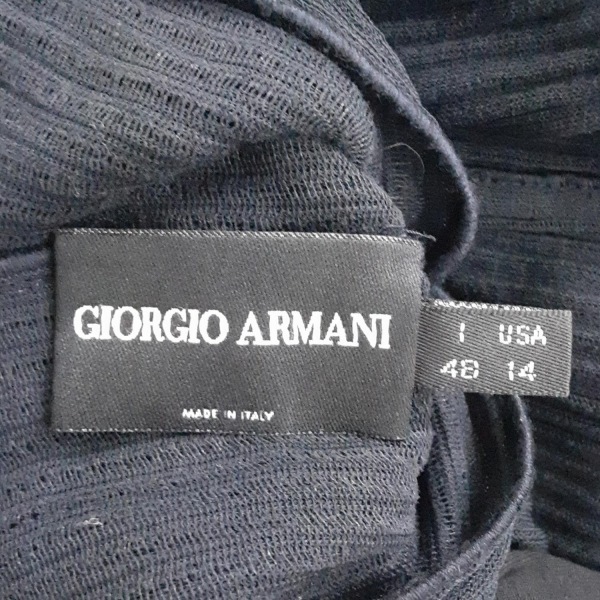 GIORGIO ARMANI
MADE IN ITALY
I USA
48 14